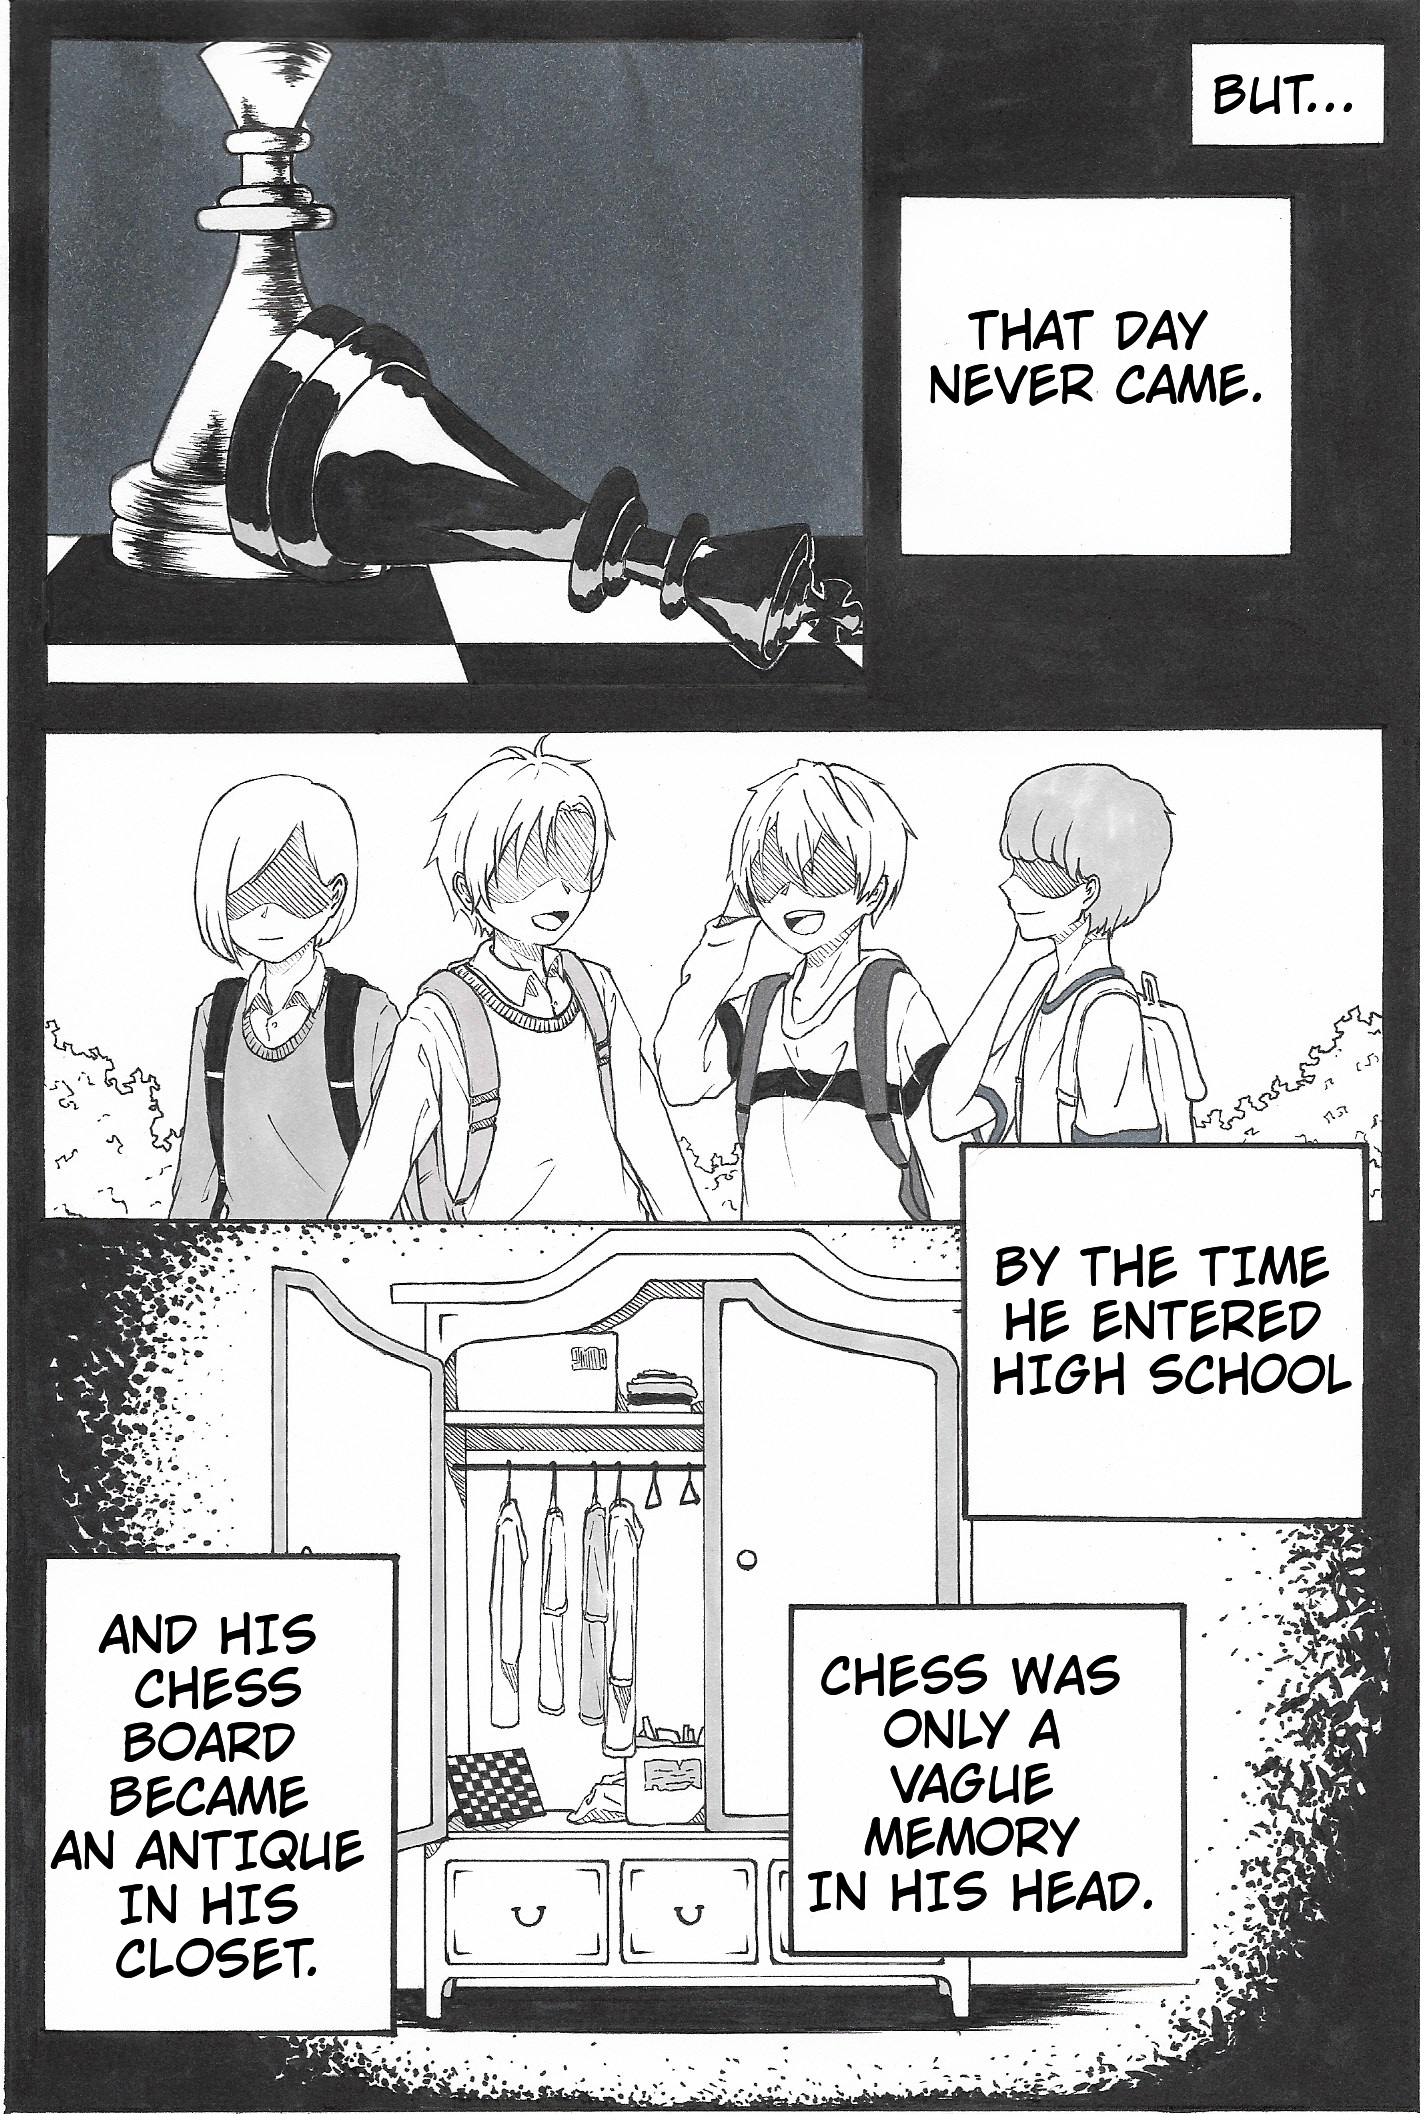 BUT...
THAT DAY
NEVER CAME.
BY THE TIME
HE ENTERED
HIGH SCHOOL
CHESS WAS
ONLY A
VAGUE
MEMORY
IN HIS HEAD.
AND HIS
CHESS
BOARD
BECAME
AN ANTIQUE
IN HIS
CLOSET.